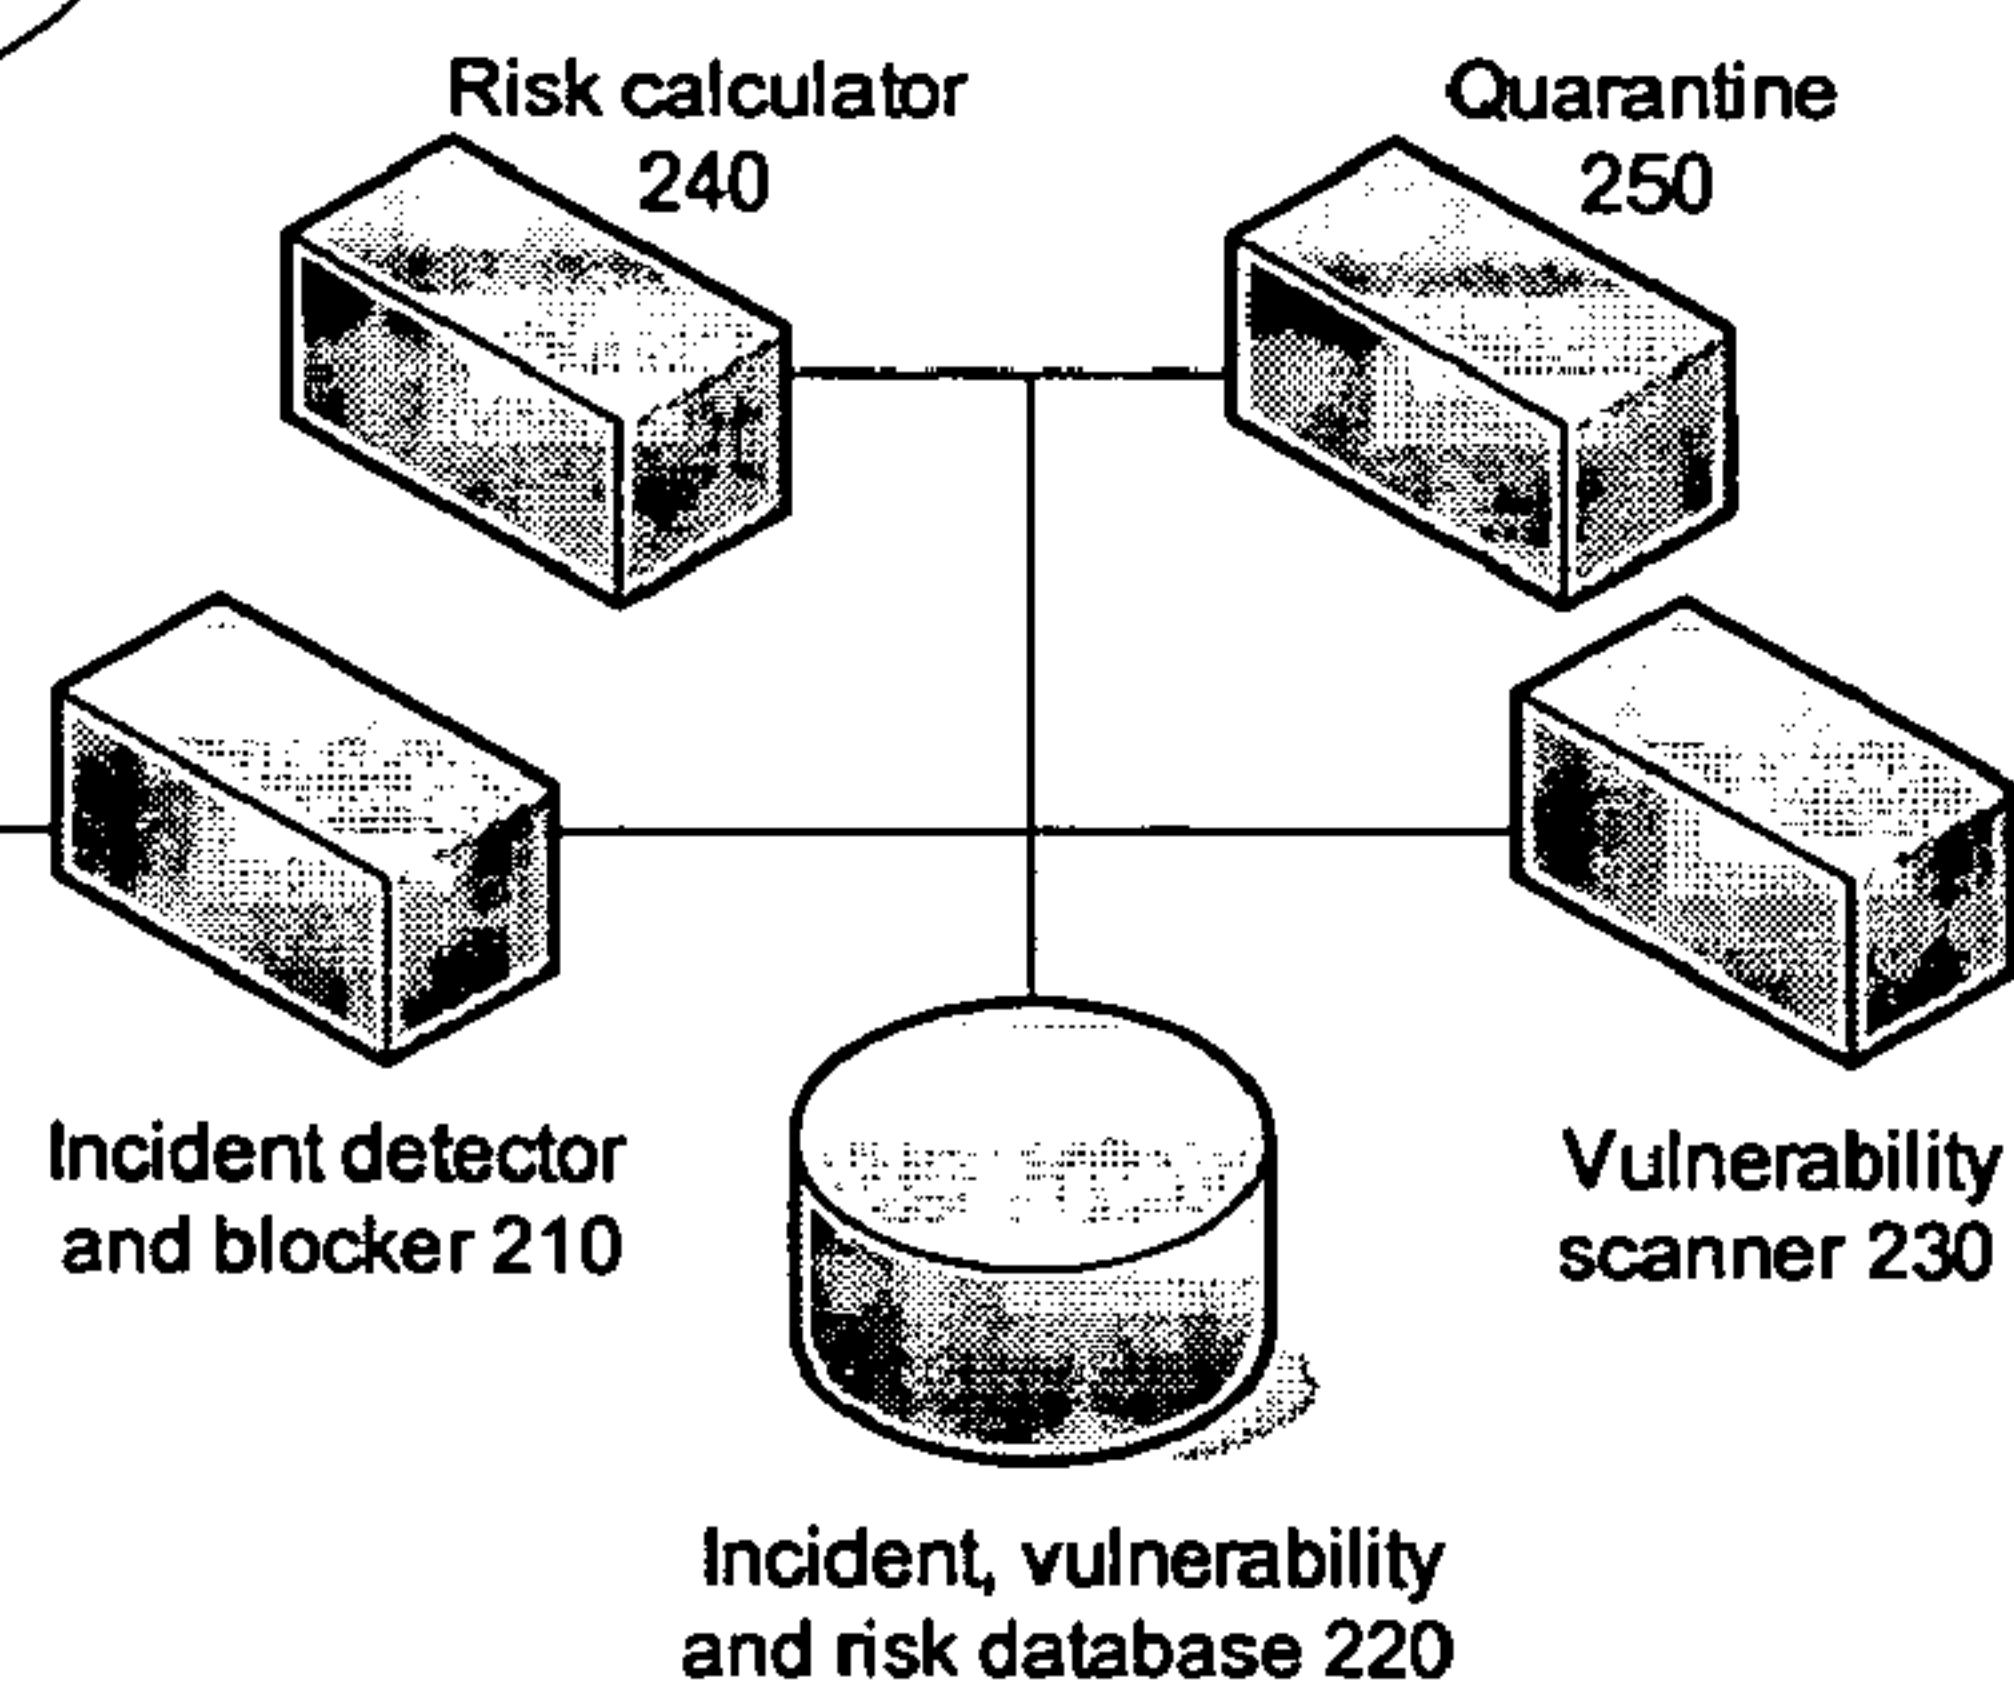 Risk calculator
240
Quarantine
250
Incident detector
and blocker 210
Vulnerability
scanner 230
Incident, vulnerability
and risk database 220